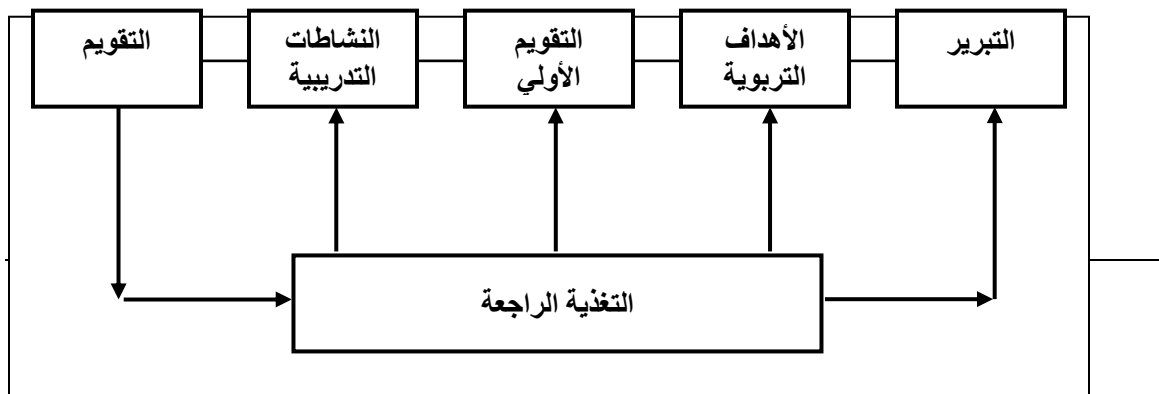 التبرير
الأهداف
التربوية
التقويم
الأولي
النشاطات
التدريبية
التقويم
التغذية الراجعة